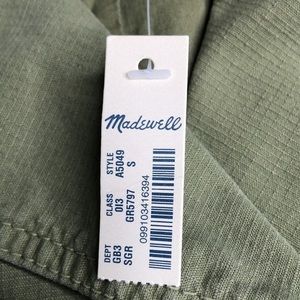 Madewell
STYLE
A5049
S
CLASS
013
GR5797
DEPT
GB3
SGR
099103416394